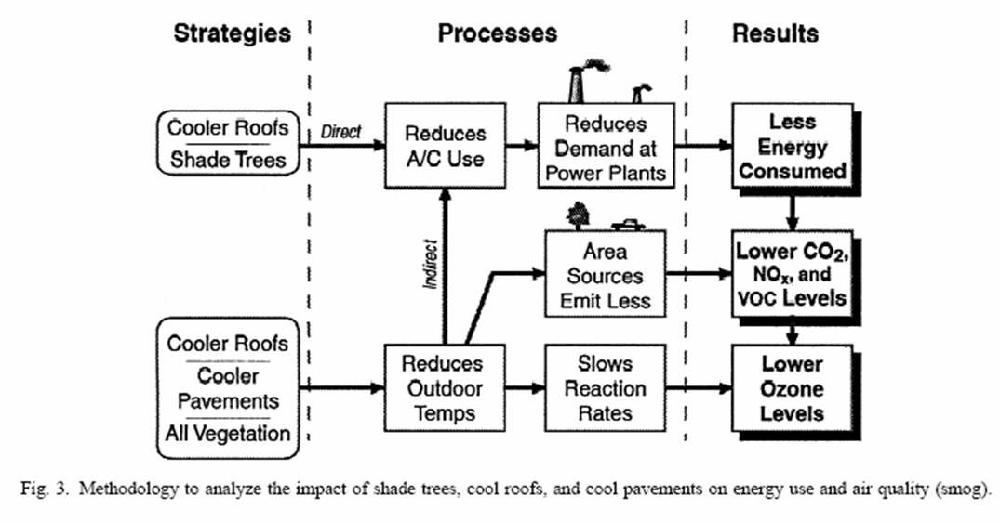 Strategies
Processes
Results
Cooler Roofs
Shade Trees
Direct
Reduces
A/C Use
Reduces
Demand at
Power Plants
Less
Energy
Consumed
Indirect
Area
Sources
Emit Less
Lower CO₂,
NOₓ, and
VOC Levels
Cooler Roofs
Cooler
Pavements
All Vegetation
Reduces
Outdoor
Temps
Slows
Reaction
Rates
Lower
Ozone
Levels
Fig. 3. Methodology to analyze the impact of shade trees, cool roofs, and cool pavements on energy use and air quality (smog).